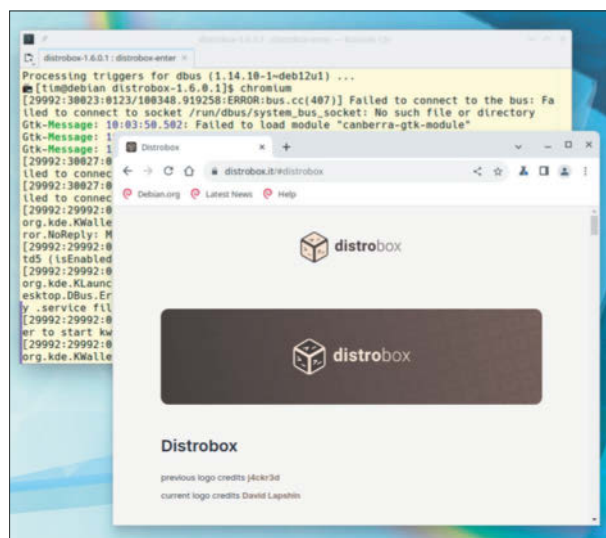 distrobox-1.6.0.1 : distrobox-enter — Konsole
distrobox-1.6.0.1 : distrobox-enter
Processing triggers for dbus (1.14.10-1~deb12u1) ...
[tim@debian distrobox-1.6.0.1]$ chromium
[29992:30023:0123/100348.919258:ERROR:bus.cc(407)] Failed to connect to the bus: Fa
iled to connect to socket /run/dbus/system_bus_socket: No such file or directory
Gtk-Message: 10:03:50.502: Failed to load module "canberra-gtk-module"
Gtk-Message: 1
Gtk-Message: 1
[29992:30027:0
iled to connec
[29992:30027:0
iled to connec
[29992:29992:0
org.kde.KWalle
ror.NoReply: M
td5 (isEnabled
[29992:29992:0
org.kde.KLaunc
esktop.DBus.Er
y .service fil
[29992:29992:0
er to start kw
[29992:29992:0
org.kde.KWalle
Distrobox
distrobox.it/#distrobox
Debian.org Latest News Help
distrobox
distrobox
Distrobox
previous logo credits j4ckr3d
current logo credits David Lapshin